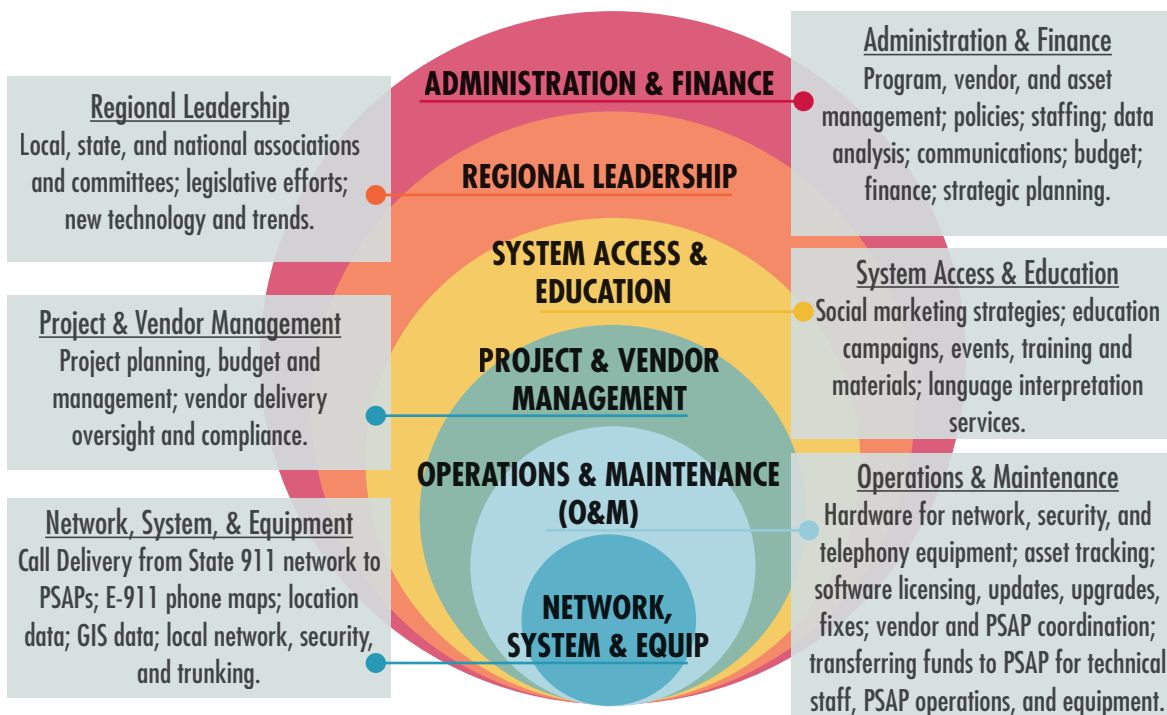 ADMINISTRATION & FINANCE
REGIONAL LEADERSHIP
SYSTEM ACCESS &
EDUCATION
PROJECT & VENDOR
MANAGEMENT
OPERATIONS & MAINTENANCE
(O&M)
NETWORK,
SYSTEM & EQUIP
Regional Leadership
Local, state, and national associations
and committees; legislative efforts;
new technology and trends.
Project & Vendor Management
Project planning, budget and
management; vendor delivery
oversight and compliance.
Network, System, & Equipment
Call Delivery from State 911 network to
PSAPs; E-911 phone maps; location
data; GIS data; local network, security,
and trunking.
Administration & Finance
Program, vendor, and asset
management; policies; staffing; data
analysis; communications; budget;
finance; strategic planning.
System Access & Education
Social marketing strategies; education
campaigns, events, training and
materials; language interpretation
services.
Operations & Maintenance
Hardware for network, security, and
telephony equipment; asset tracking;
software licensing, updates, upgrades,
fixes; vendor and PSAP coordination;
transferring funds to PSAP for technical
staff, PSAP operations, and equipment.